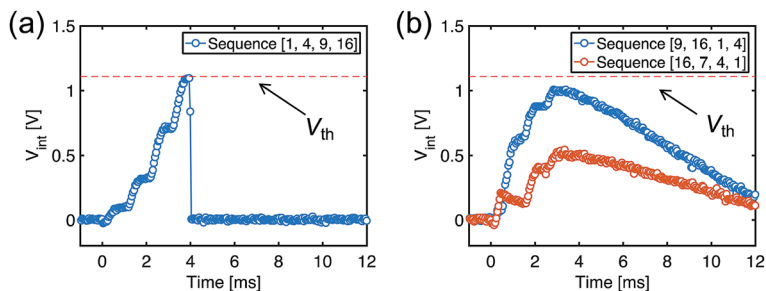 (a)
Sequence [1, 4, 9, 16]
V_th
V_int [V]
1.5
1
0.5
0
0 2 4 6 8 10 12
Time [ms]
(b)
Sequence [9, 16, 1, 4]
Sequence [16, 7, 4, 1]
V_th
V_int [V]
1.5
1
0.5
0
0 2 4 6 8 10 12
Time [ms]